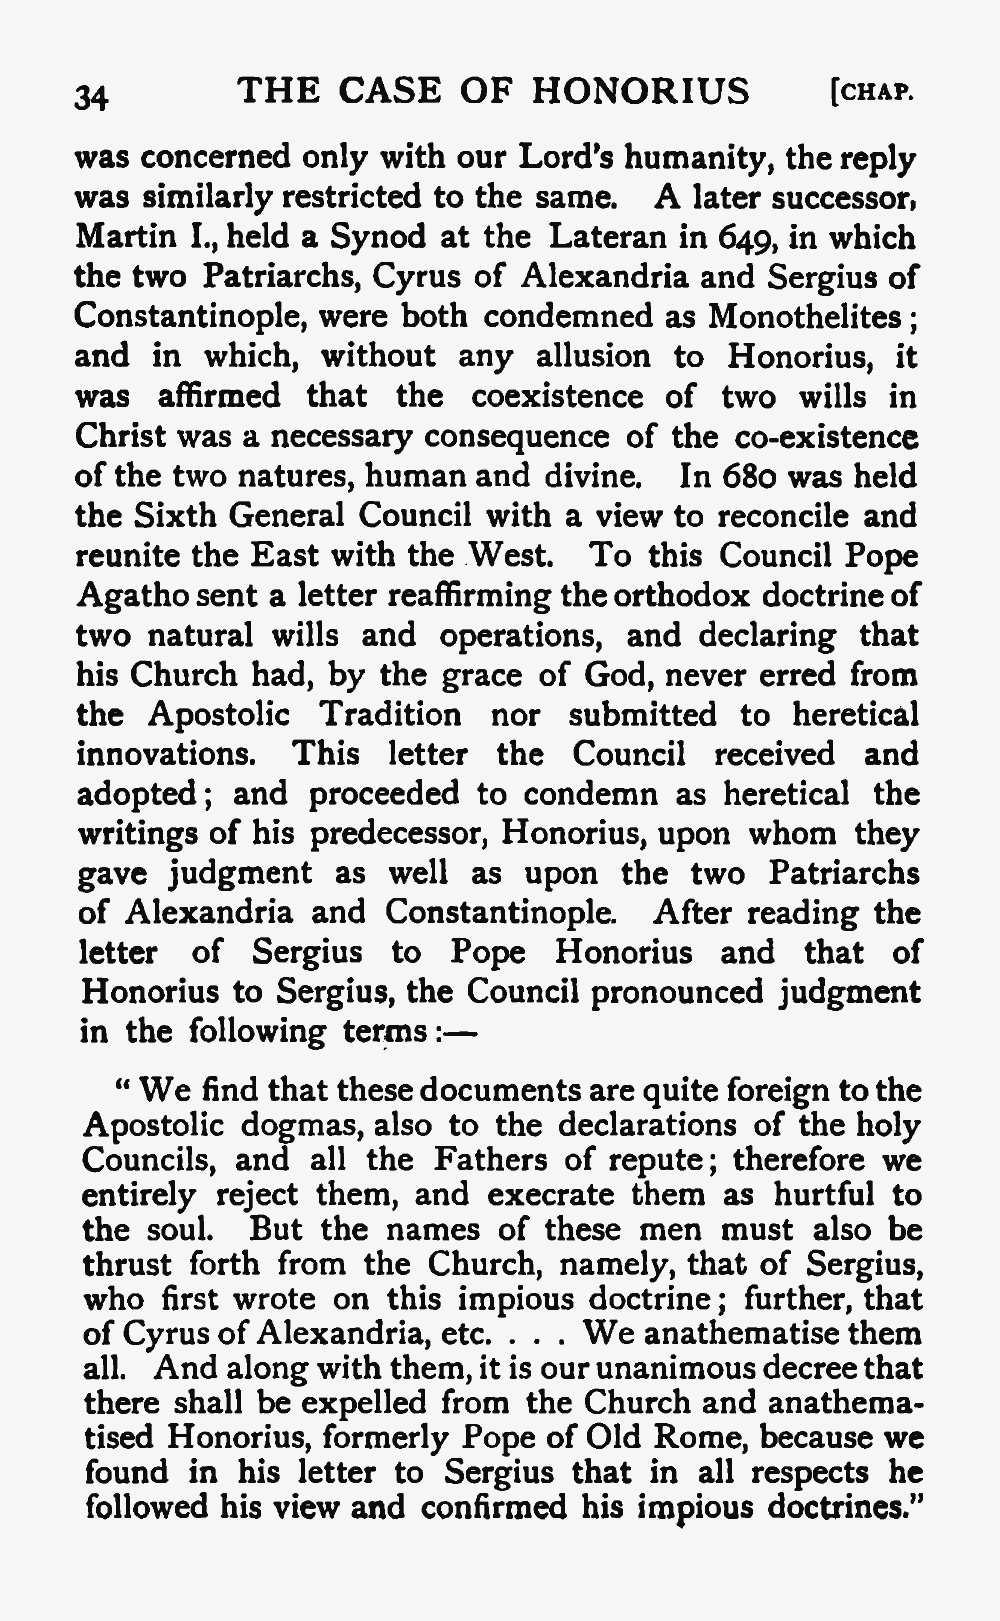 34 THE CASE OF HONORIUS [CHAP.
was concerned only with our Lord's humanity, the reply
was similarly restricted to the same. A later successor,
Martin I., held a Synod at the Lateran in 649, in which
the two Patriarchs, Cyrus of Alexandria and Sergius of
Constantinople, were both condemned as Monothelites ;
and in which, without any allusion to Honorius, it
was affirmed that the coexistence of two wills in
Christ was a necessary consequence of the co-existence
of the two natures, human and divine. In 680 was held
the Sixth General Council with a view to reconcile and
reunite the East with the West. To this Council Pope
Agatho sent a letter reaffirming the orthodox doctrine of
two natural wills and operations, and declaring that
his Church had, by the grace of God, never erred from
the Apostolic Tradition nor submitted to heretical
innovations. This letter the Council received and
adopted ; and proceeded to condemn as heretical the
writings of his predecessor, Honorius, upon whom they
gave judgment as well as upon the two Patriarchs
of Alexandria and Constantinople. After reading the
letter of Sergius to Pope Honorius and that of
Honorius to Sergius, the Council pronounced judgment
in the following terms :—
“ We find that these documents are quite foreign to the
Apostolic dogmas, also to the declarations of the holy
Councils, and all the Fathers of repute ; therefore we
entirely reject them, and execrate them as hurtful to
the soul. But the names of these men must also be
thrust forth from the Church, namely, that of Sergius,
who first wrote on this impious doctrine ; further, that
of Cyrus of Alexandria, etc. . . . We anathematise them
all. And along with them, it is our unanimous decree that
there shall be expelled from the Church and anathema-
tised Honorius, formerly Pope of Old Rome, because we
found in his letter to Sergius that in all respects he
followed his view and confirmed his impious doctrines.”